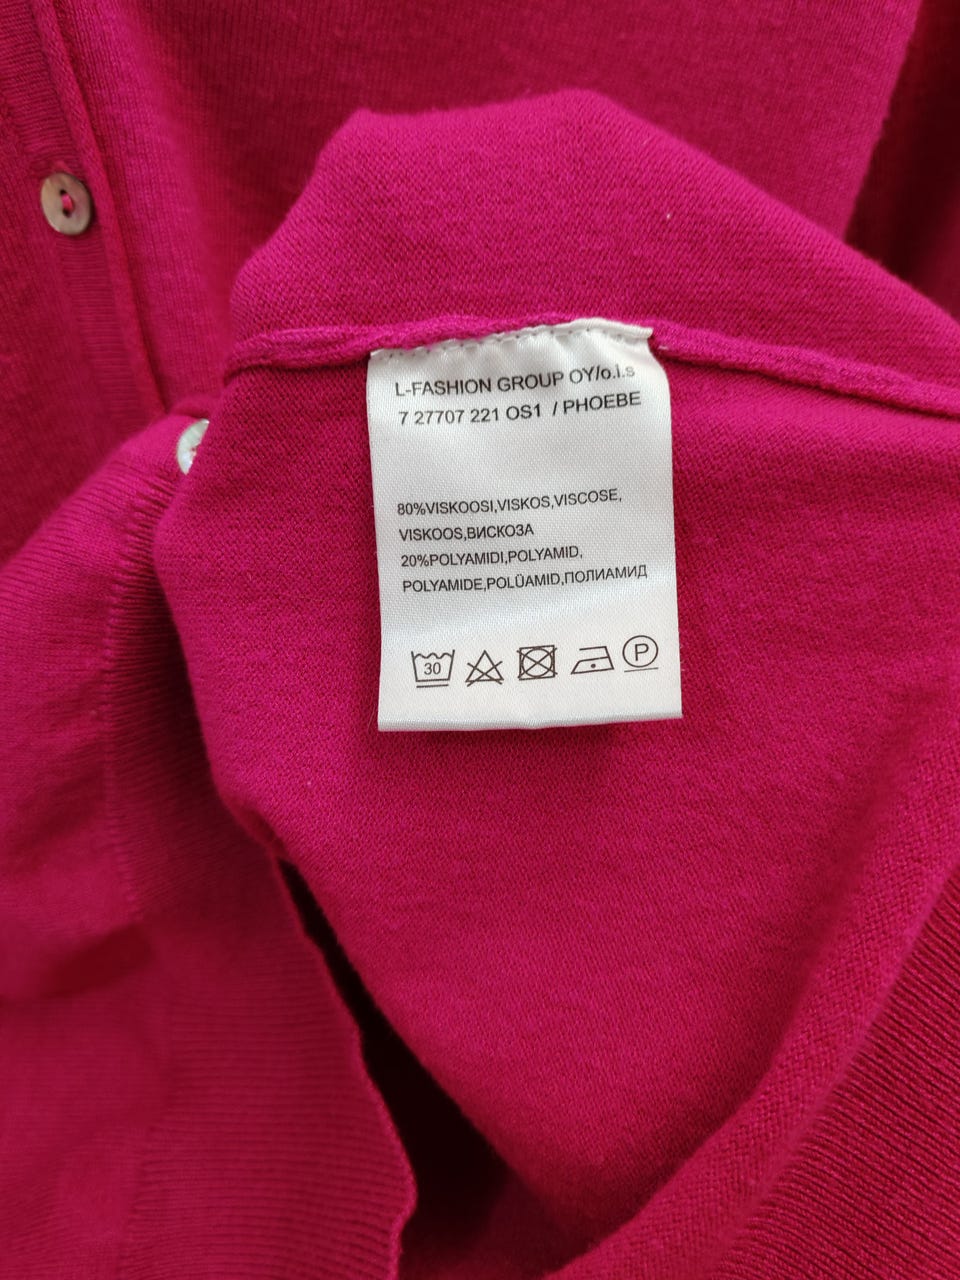 L-FASHION GROUP OY/o.l.s
7 27707 221 OS1 / PHOEBE
80%VISKOOSI,VISKOS,VISCOSE,
VISKOOS,ВИСКОЗА
20%POLYAMIDI,POLYAMID,
POLYAMIDE,POLÜAMID,ПОЛИАМИД
30 P